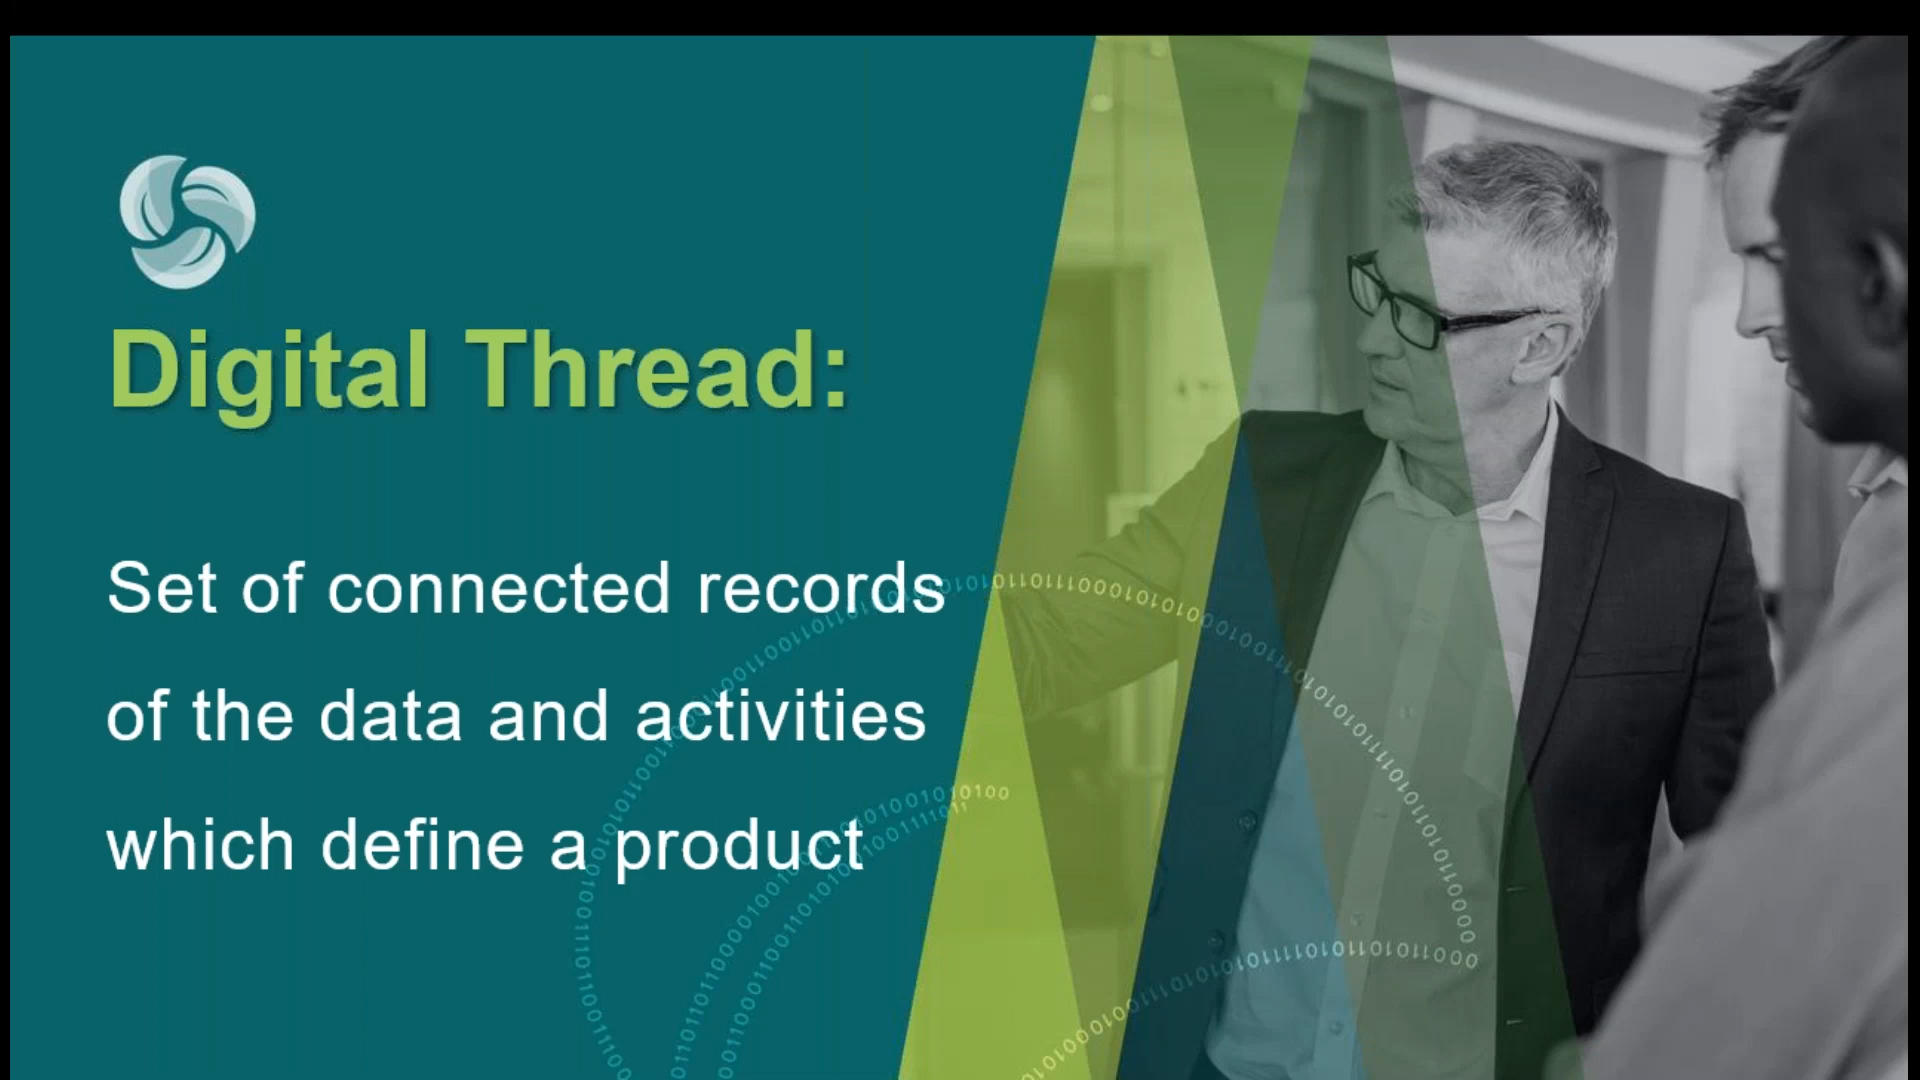 Digital Thread:
Set of connected records
of the data and activities
which define a product